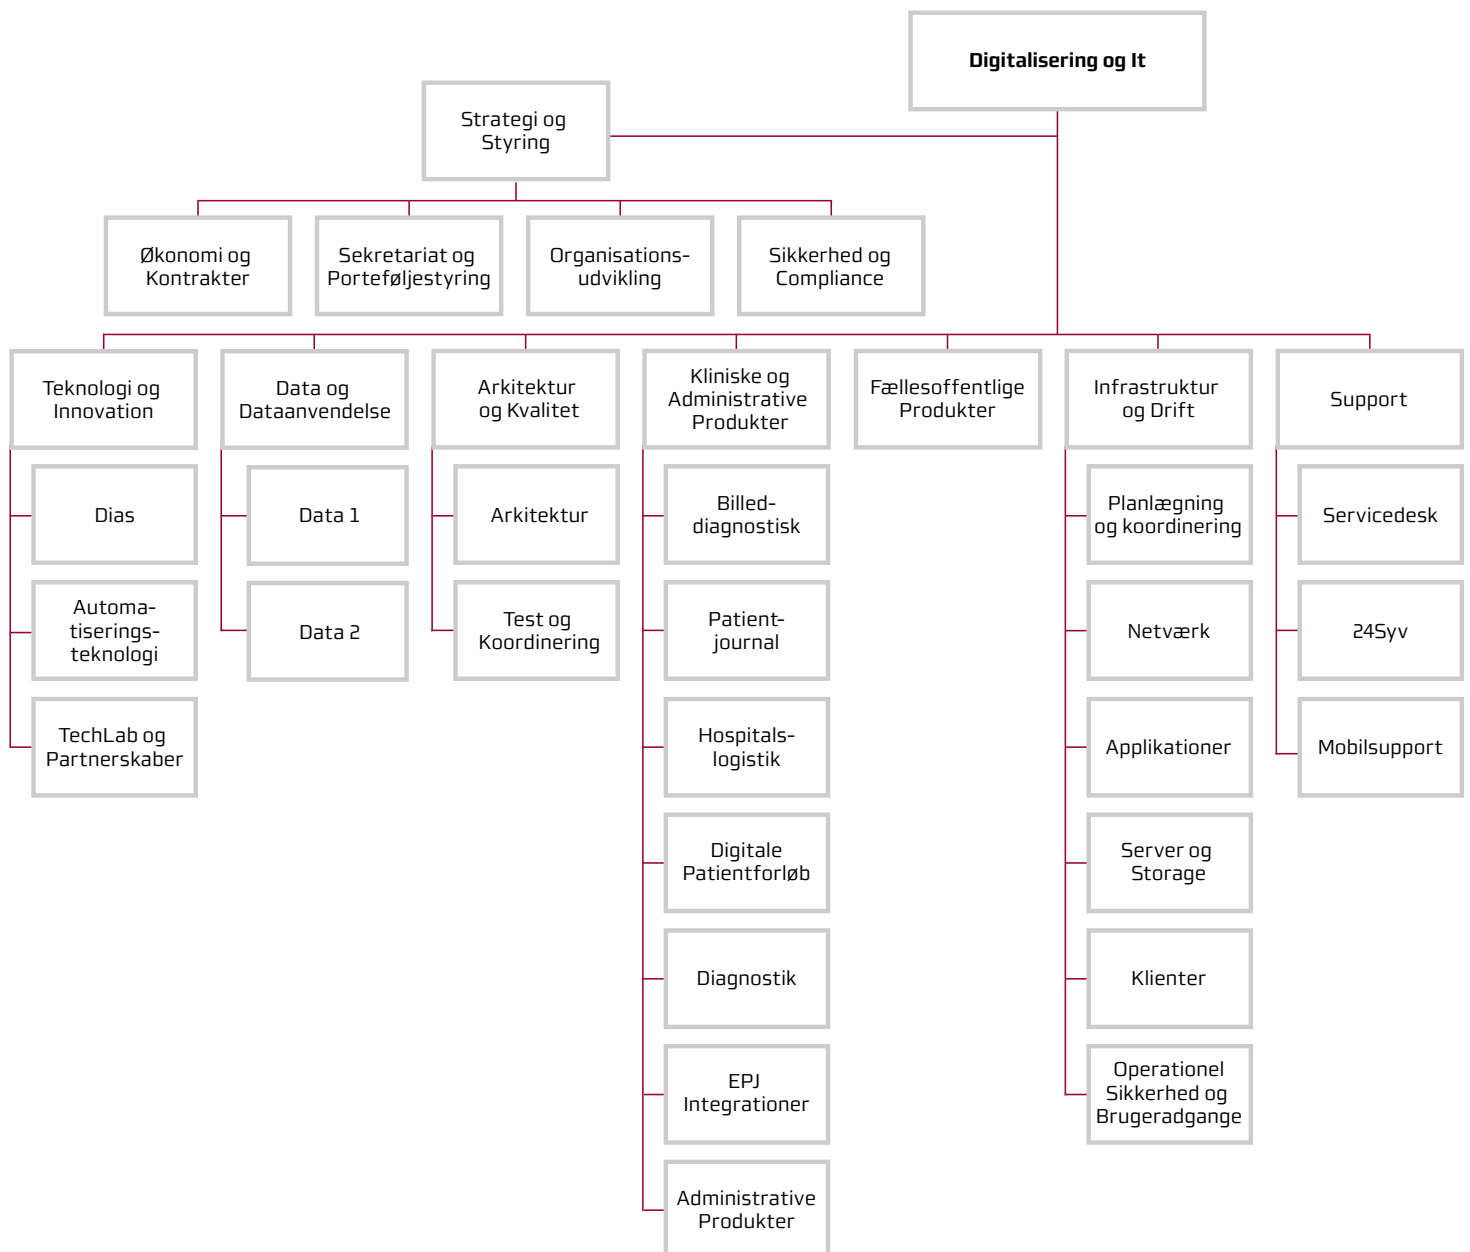 Digitalisering og It
Strategi og
Styring
Økonomi og
Kontrakter
Sekretariat og
Porteføljestyring
Organisations-
udvikling
Sikkerhed og
Compliance
Teknologi og
Innovation
Data og
Dataanvendelse
Arkitektur
og Kvalitet
Kliniske og
Administrative
Produkter
Fællesoffentlige
Produkter
Infrastruktur
og Drift
Support
Dias
Automa-
tiserings-
teknologi
TechLab og
Partnerskaber
Data 1
Data 2
Arkitektur
Test og
Koordinering
Billed-
diagnostisk
Patient-
journal
Hospitals-
logistik
Digitale
Patientforløb
Diagnostik
EPJ
Integrationer
Administrative
Produkter
Planlægning
og koordinering
Netværk
Applikationer
Server og
Storage
Klienter
Operationel
Sikkerhed og
Brugeradgange
Servicedesk
24Syv
Mobilsupport